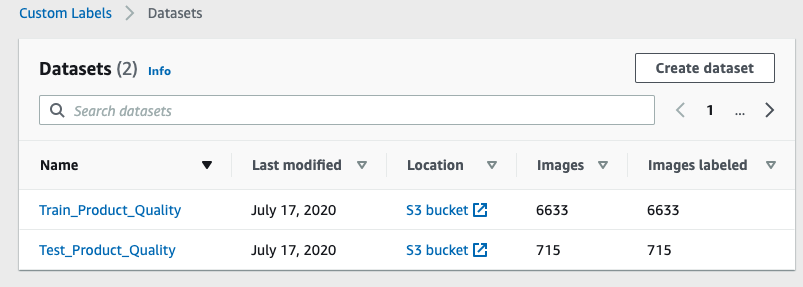 Custom Labels > Datasets
Datasets (2) Info Create dataset
Search datasets 1 ...
Name Last modified Location Images Images labeled
Train_Product_Quality July 17, 2020 S3 bucket 6633 6633
Test_Product_Quality July 17, 2020 S3 bucket 715 715